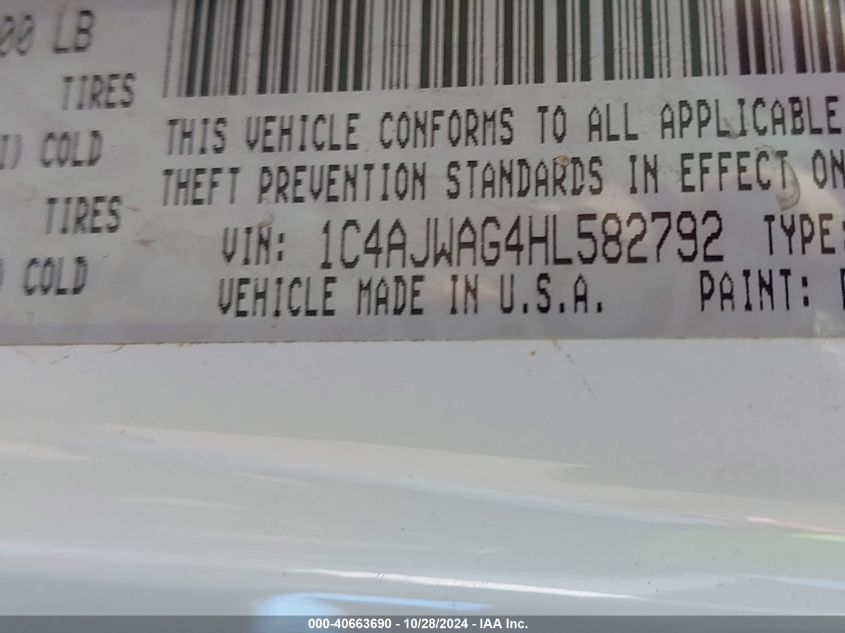 00 LB
TIRES
THIS VEHICLE CONFORMS TO ALL APPLICABLE
I) COLD
THEFT PREVENTION STANDARDS IN EFFECT ON
TIRES
VIN: 1C4AJWAG4HL582792 TYPE:
) COLD
VEHICLE MADE IN U.S.A. PAINT:
000-40663690 - 10/28/2024 - IAA Inc.